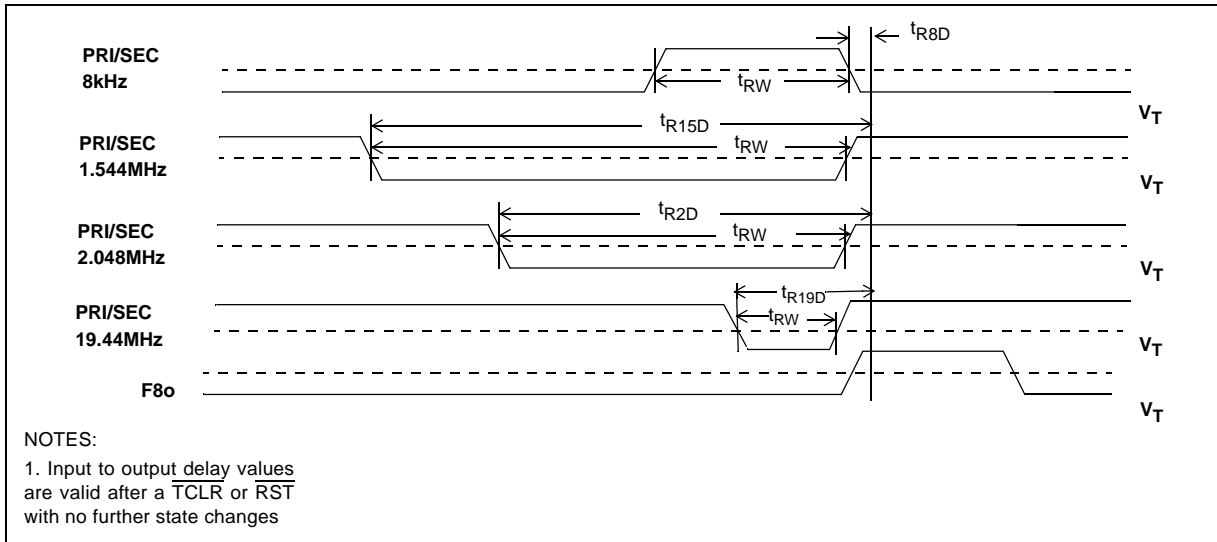 tR8D
PRI/SEC
8kHz
tRW
VT
tR15D
PRI/SEC
1.544MHz
tRW
VT
tR2D
PRI/SEC
2.048MHz
tRW
VT
tR19D
PRI/SEC
19.44MHz
tRW
VT
F8o
VT
NOTES:
1. Input to output delay values
are valid after a TCLR or RST
with no further state changes